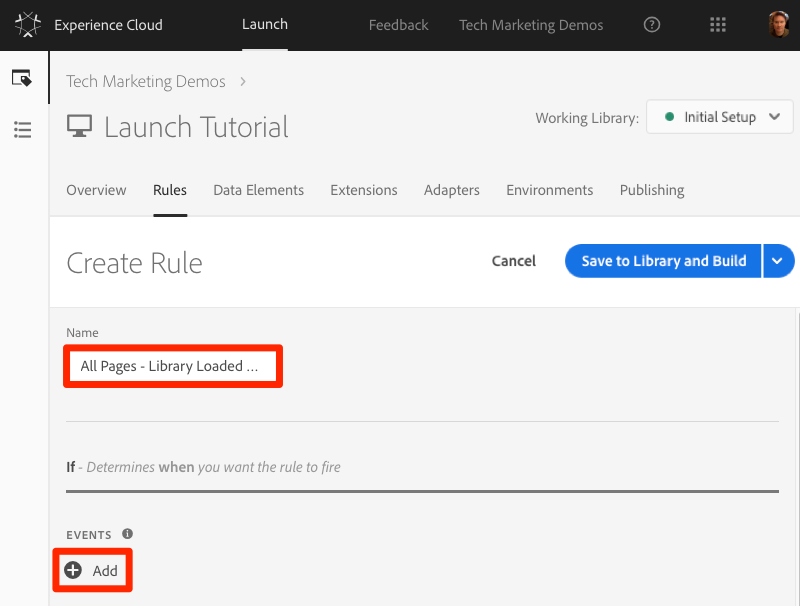 Experience Cloud Launch Feedback Tech Marketing Demos ?
Tech Marketing Demos >
Launch Tutorial
Working Library: Initial Setup
Overview Rules Data Elements Extensions Adapters Environments Publishing
Create Rule
Cancel Save to Library and Build
Name
All Pages - Library Loaded ...
If - Determines when you want the rule to fire
EVENTS i
Add